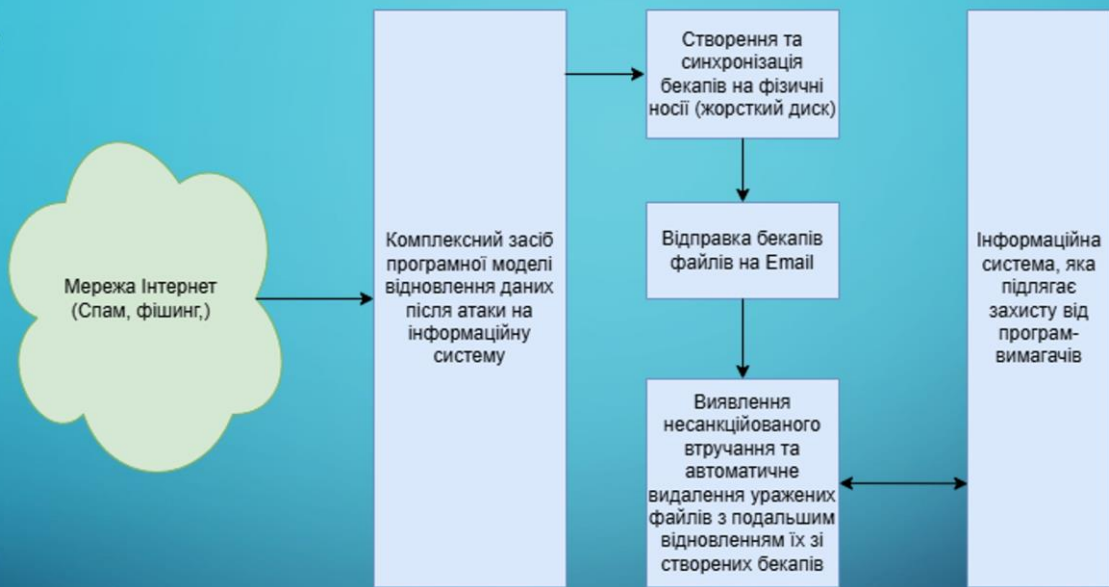 Мережа Інтернет
(Спам, фішинг,)
Комплексний засіб
програмної моделі
відновлення даних
після атаки на
інформаційну
систему
Створення та
синхронізація
бекапів на фізичні
носії (жорсткий диск)
Відправка бекапів
файлів на Email
Виявлення
несанкційованого
втручання та
автоматичне
видалення уражених
файлів з подальшим
відновленням їх зі
створених бекапів
Інформаційна
система, яка
підлягає
захисту від
програм-
вимагачів